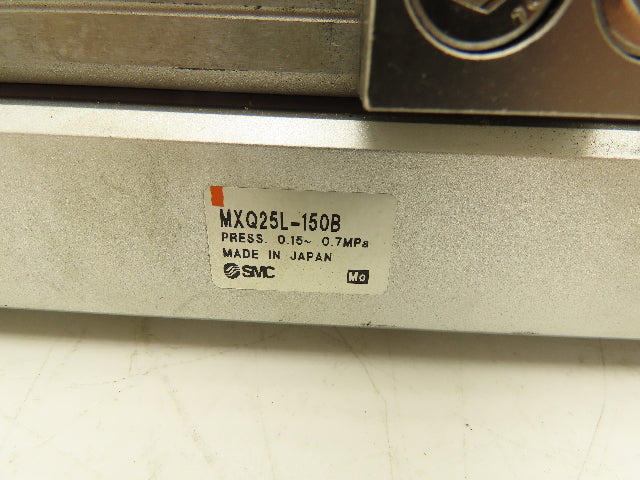 MXQ25L-150B
PRESS. 0.15~ 0.7MPa
MADE IN JAPAN
SMC Mo